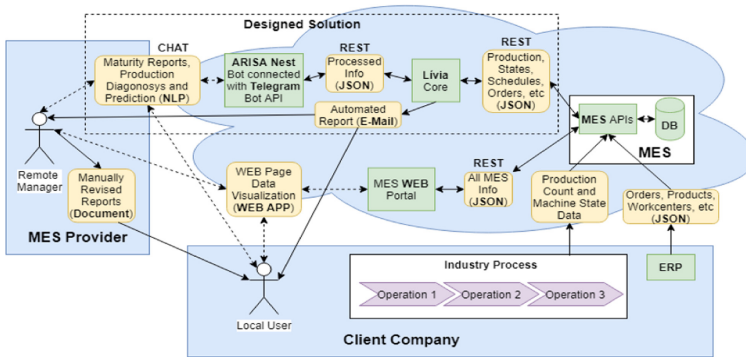 Designed Solution
CHAT
Maturity Reports,
Production
Diagonosys and
Prediction (NLP)
ARISA Nest
Bot connected
with Telegram
Bot API
REST
Processed
Info
(JSON)
Lívia
Core
REST
Production,
States,
Schedules,
Orders, etc
(JSON)
Automated
Report (E-Mail)
MES APIs
DB
MES
Remote
Manager
Manually
Revised
Reports
(Document)
MES Provider
WEB Page
Data
Visualization
(WEB APP)
MES WEB
Portal
REST
All MES
Info
(JSON)
Production
Count and
Machine State
Data
Orders, Products,
Workcenters, etc
(JSON)
ERP
Industry Process
Operation 1
Operation 2
Operation 3
Local User
Client Company